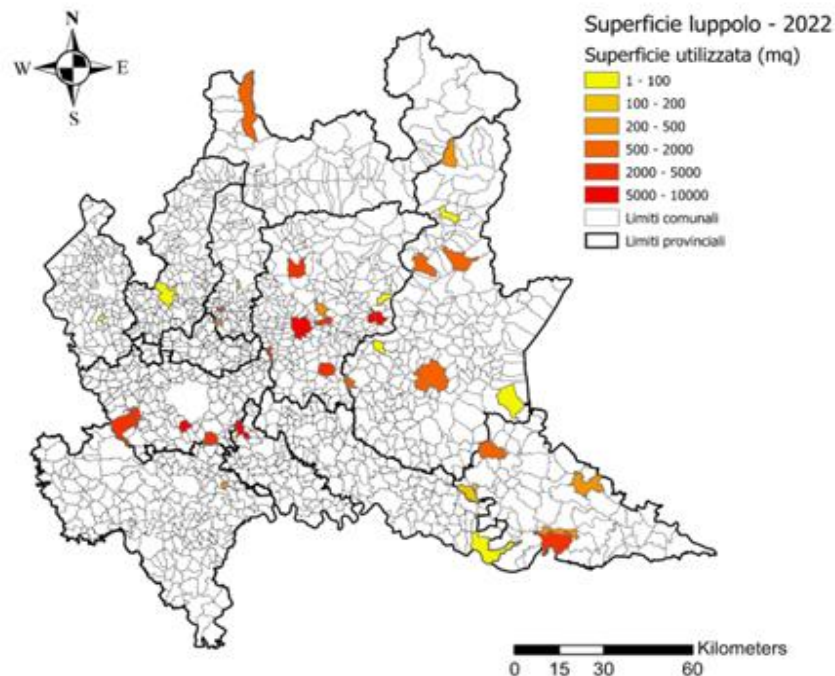 N
W E
S
Superficie luppolo - 2022
Superficie utilizzata (mq)
1 - 100
100 - 200
200 - 500
500 - 2000
2000 - 5000
5000 - 10000
Limiti comunali
Limiti provinciali
Kilometers
0 15 30 60